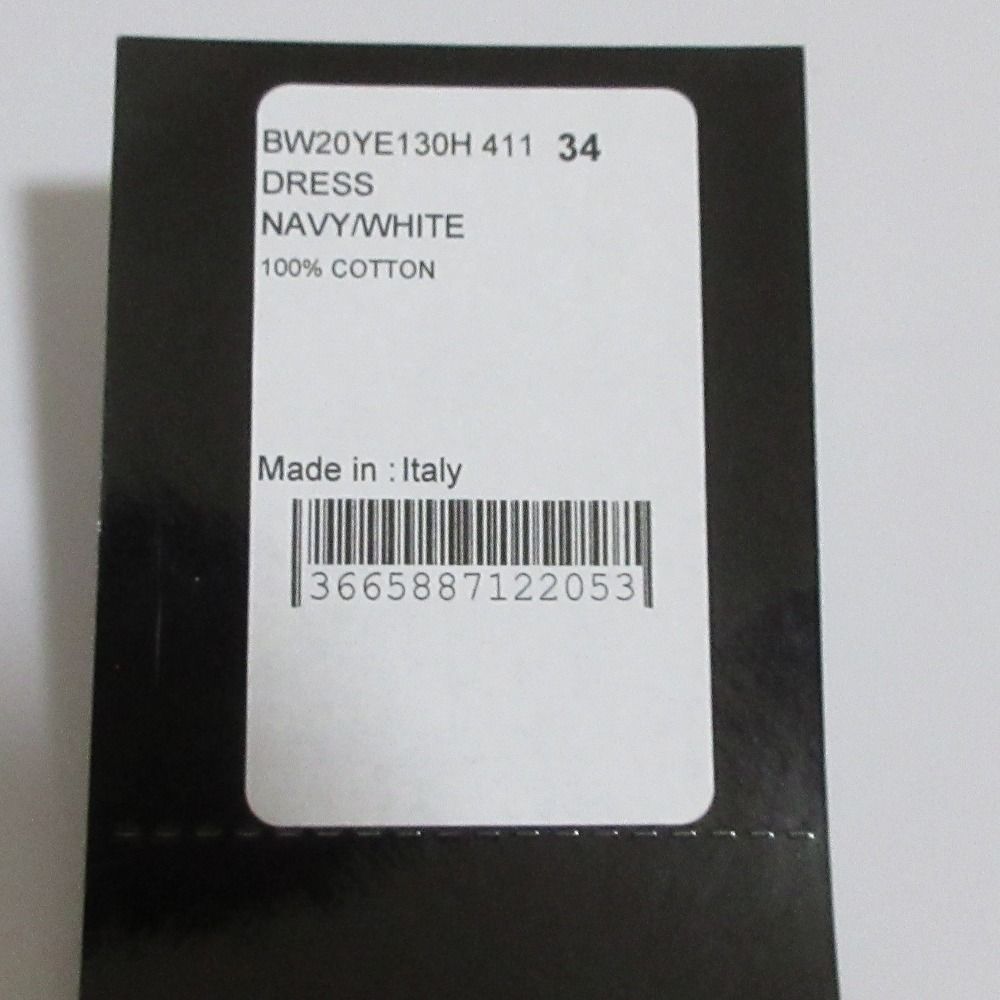 BW20YE130H 411 34
DRESS
NAVY/WHITE
100% COTTON
Made in : Italy
3665887122053